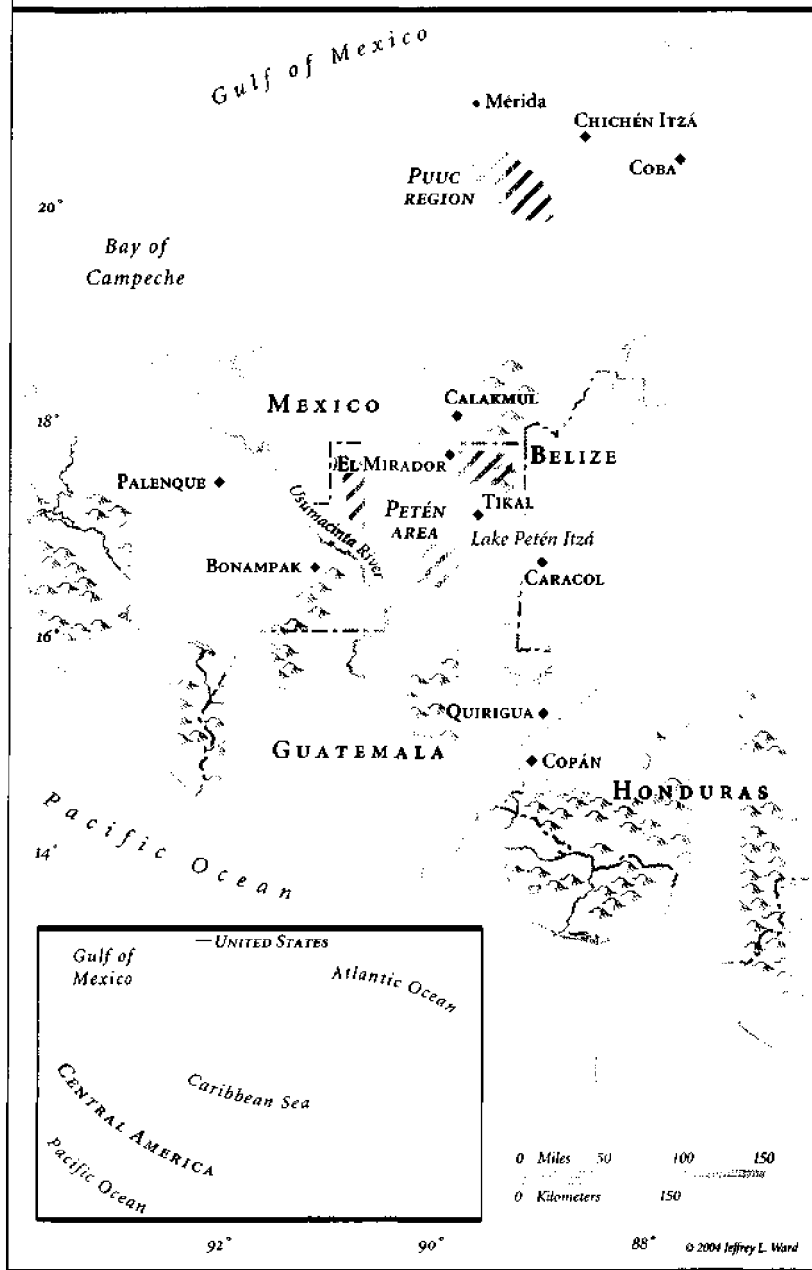 Gulf of Mexico
Mérida
CHICHÉN ITZÁ
COBA
PUUC
REGION
20°
Bay of
Campeche
MEXICO
CALAKMUL
18°
EL MIRADOR
BELIZE
PALENQUE
TIKAL
PETÉN
AREA
Usumacinta River
Lake Petén Itzá
BONAMPAK
CARACOL
16°
QUIRIGUA
GUATEMALA
COPÁN
HONDURAS
Pacific Ocean
14°
UNITED STATES
Gulf of
Mexico
Atlantic Ocean
Caribbean Sea
CENTRAL AMERICA
Pacific Ocean
0 Miles 50 100 150
0 Kilometers 150
92° 90° 88°
© 2004 Jeffrey L. Ward